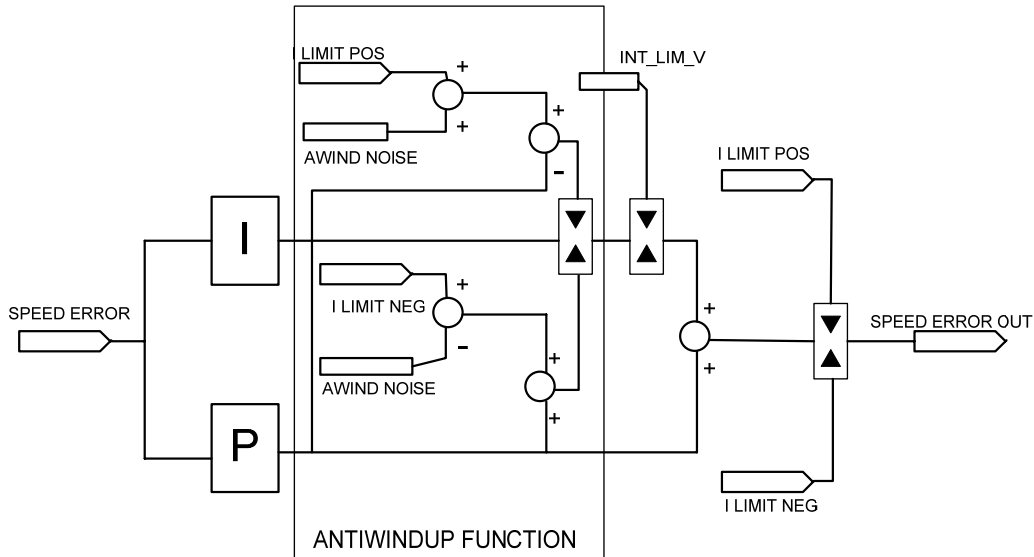 I LIMIT POS
+
INT_LIM_V
+
+
AWIND NOISE
-
I LIMIT POS
I
I LIMIT NEG
+
SPEED ERROR
-
+
SPEED ERROR OUT
AWIND NOISE
+
+
+
P
I LIMIT NEG
ANTIWINDUP FUNCTION